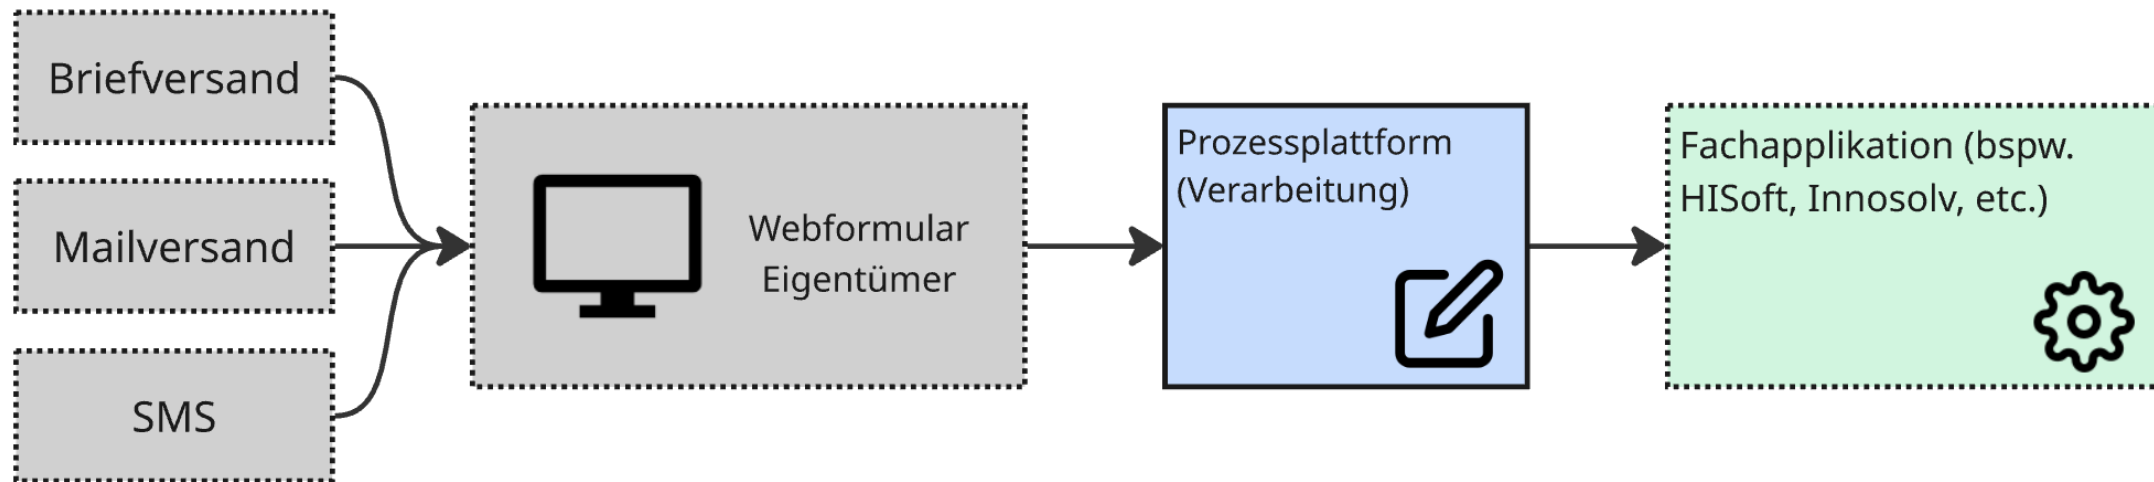 Briefversand
Mailversand
SMS
Webformular
Eigentümer
Prozessplattform
(Verarbeitung)
Fachapplikation (bspw.
HISoft, Innosolv, etc.)